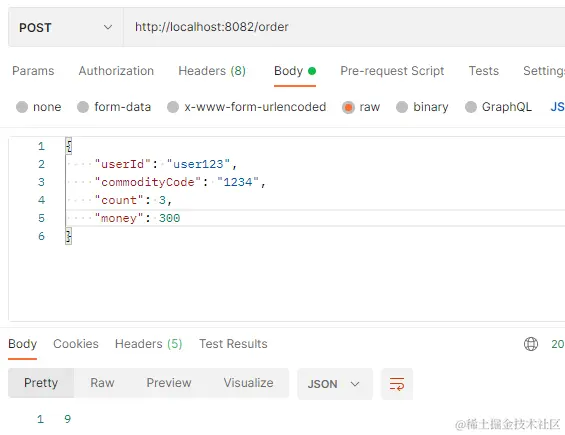 POST http://localhost:8082/order
Params Authorization Headers (8) Body Pre-request Script Tests Settings
none form-data x-www-form-urlencoded raw binary GraphQL JS
1 {
2 "userId": "user123",
3 "commodityCode": "1234",
4 "count": 3,
5 "money": 300
6 }
Body Cookies Headers (5) Test Results 20
Pretty Raw Preview Visualize JSON
1 9
@稀土掘金技术社区